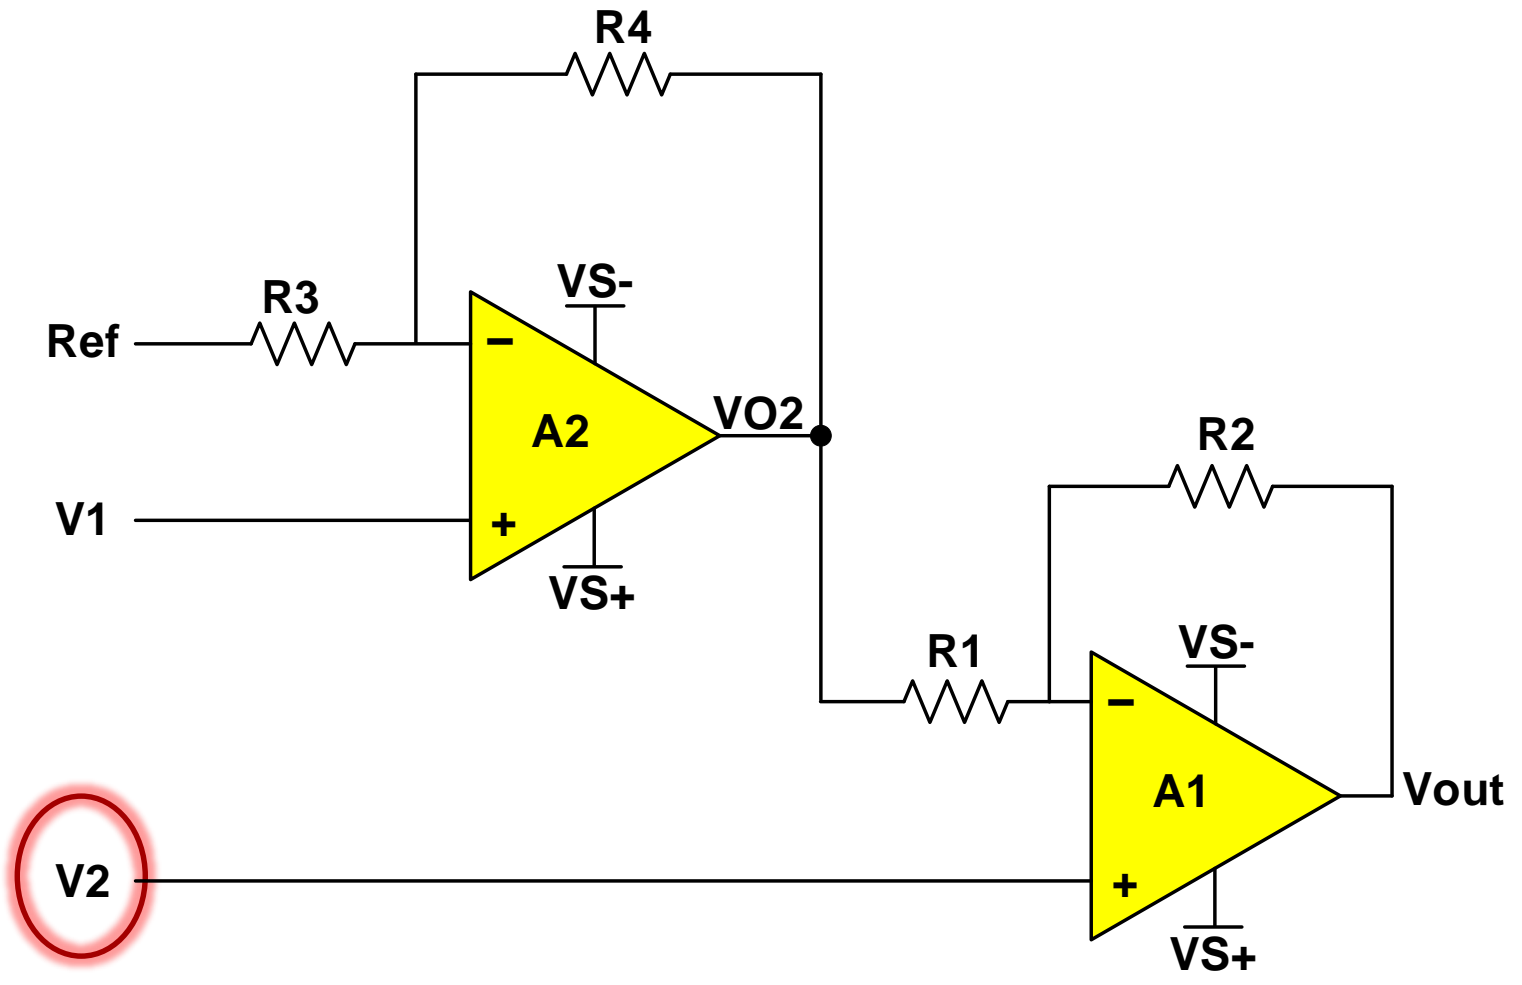 R4
VS-
R3
Ref
−
A2
VO2
V1
+
VS+
R2
R1
VS-
−
A1
Vout
V2
+
VS+